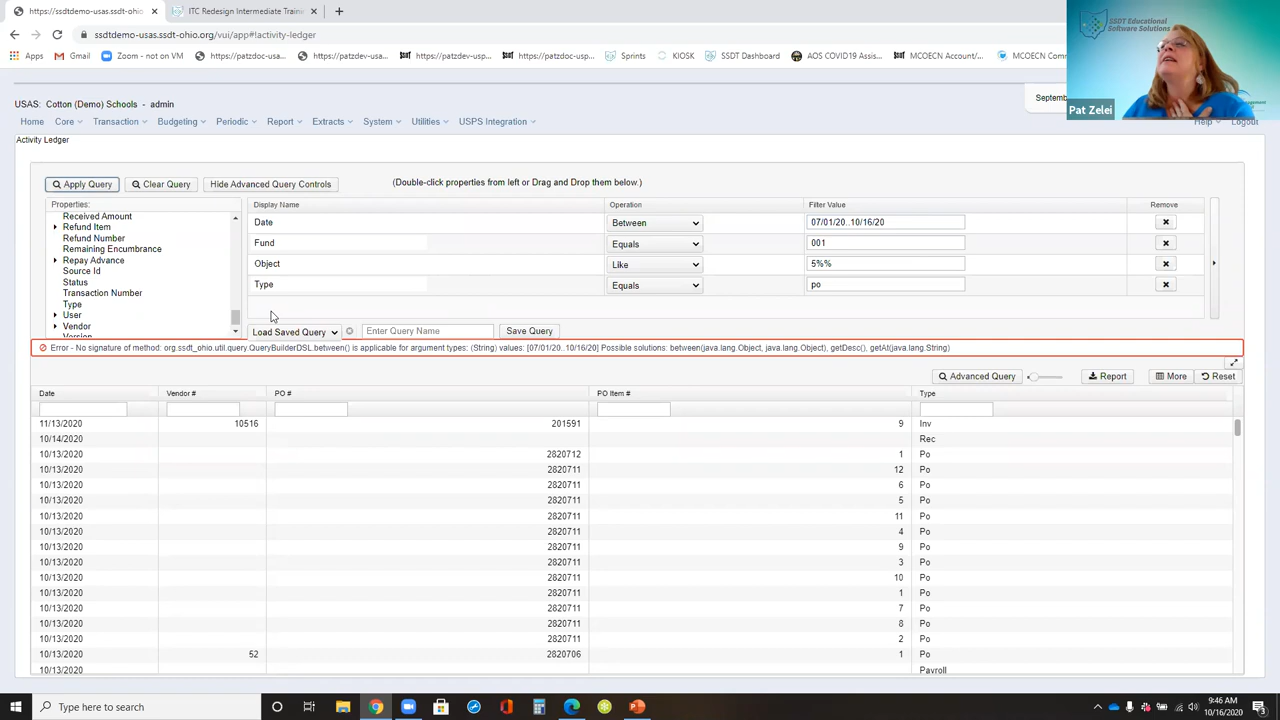 https://ssdtdemo-usas.ssdt-ohio.or
ITC Redesign Intermediate Traini
ssdtdemo-usas.ssdt-ohio.org/vui/app#!activity-ledger
Apps
Gmail
Zoom - not on VM
https://patzdoc-usa...
https://patzdev-usa...
https://patzdev-usp...
https://patzdoc-usp...
Sprints
KIOSK
SSDT Dashboard
AOS COVID19 Assis...
MCOECN Account/...
MCOECN Commu
SSDT Educational
Software Solutions
Pat Zelei
USAS: Cotton (Demo) Schools - admin
Septemb
Home Core Transaction Budgeting Periodic Report Extracts System Utilities USPS Integration Help Logout
Activity Ledger
Apply Query Clear Query Hide Advanced Query Controls (Double-click properties from left or Drag and Drop them below.)
Properties: Display Name Operation Filter Value Remove
Received Amount
Refund Item
Refund Number
Remaining Encumbrance
Repay Advance
Source Id
Status
Transaction Number
Type
User
Vendor
Version
Date Between 07/01/20..10/16/20
Fund Equals 001
Object Like 5%%
Type Equals po
Load Saved Query Enter Query Name Save Query
Error - No signature of method: org.ssdt_ohio.util.query.QueryBuilderDSL.between() is applicable for argument types: (String) values: [07/01/20..10/16/20] Possible solutions: between(java.lang.Object, java.lang.Object), getDesc(), getAt(java.lang.String)
Advanced Query Report More Reset
Date Vendor # PO # PO Item # Type
11/13/2020 10516 201591 9 Inv
10/14/2020 Rec
10/13/2020 2820712 1 Po
10/13/2020 2820711 12 Po
10/13/2020 2820711 6 Po
10/13/2020 2820711 5 Po
10/13/2020 2820711 11 Po
10/13/2020 2820711 4 Po
10/13/2020 2820711 9 Po
10/13/2020 2820711 3 Po
10/13/2020 2820711 10 Po
10/13/2020 2820711 1 Po
10/13/2020 2820711 7 Po
10/13/2020 2820711 8 Po
10/13/2020 2820711 2 Po
10/13/2020 52 2820706 1 Po
10/13/2020 Payroll
Type here to search
9:46 AM
10/16/2020
3